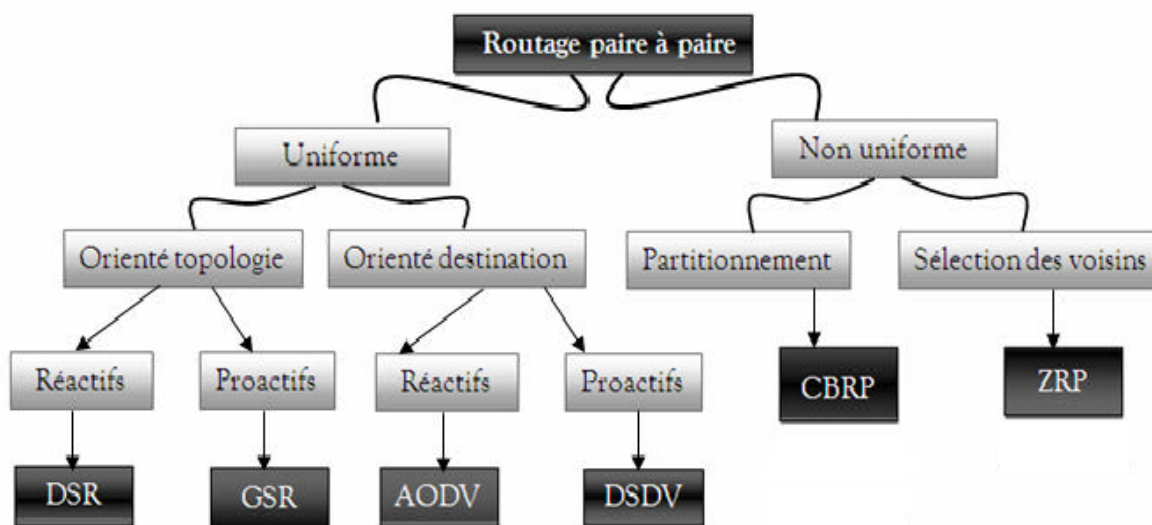 Routage paire à paire
Uniforme
Non uniforme
Orienté topologie
Orienté destination
Partitionnement
Sélection des voisins
Réactifs
Proactifs
Réactifs
Proactifs
CBRP
ZRP
DSR
GSR
AODV
DSDV